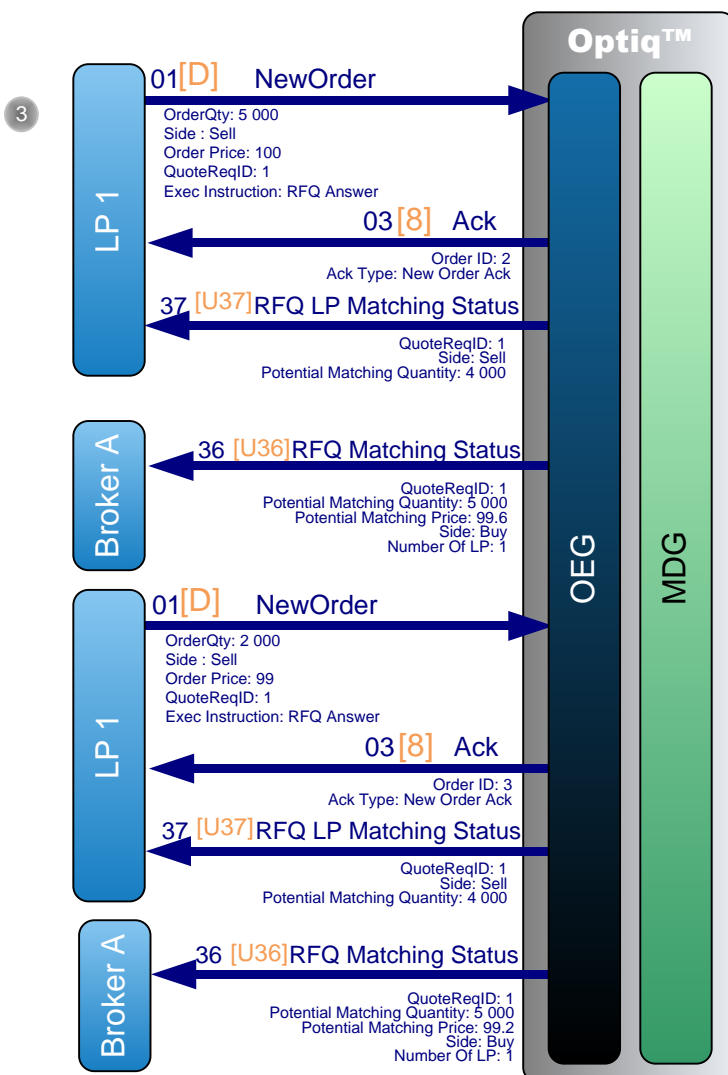 Optiq™
3
LP 1
01[D] NewOrder
OrderQty: 5 000
Side : Sell
Order Price: 100
QuoteReqID: 1
Exec Instruction: RFQ Answer
03[8] Ack
Order ID: 2
Ack Type: New Order Ack
37 [U37]RFQ LP Matching Status
QuoteReqID: 1
Side: Sell
Potential Matching Quantity: 4 000
Broker A
36 [U36]RFQ Matching Status
QuoteReqID: 1
Potential Matching Quantity: 5 000
Potential Matching Price: 99.6
Side: Buy
Number Of LP: 1
OEG
MDG
LP 1
01[D] NewOrder
OrderQty: 2 000
Side : Sell
Order Price: 99
QuoteReqID: 1
Exec Instruction: RFQ Answer
03[8] Ack
Order ID: 3
Ack Type: New Order Ack
37 [U37]RFQ LP Matching Status
QuoteReqID: 1
Side: Sell
Potential Matching Quantity: 4 000
Broker A
36 [U36]RFQ Matching Status
QuoteReqID: 1
Potential Matching Quantity: 5 000
Potential Matching Price: 99.2
Side: Buy
Number Of LP: 1